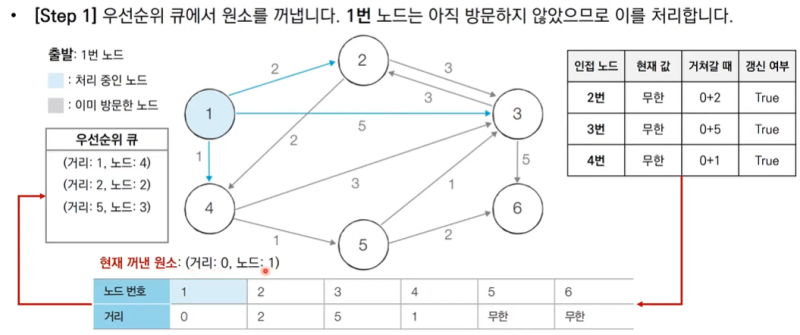 • [Step 1] 우선순위 큐에서 원소를 꺼냅니다. 1번 노드는 아직 방문하지 않았으므로 이를 처리합니다.
출발: 1번 노드
: 처리 중인 노드
: 이미 방문한 노드
우선순위 큐
(거리: 1, 노드: 4)
(거리: 2, 노드: 2)
(거리: 5, 노드: 3)
2
2
3
3
1
5
3
1
2
5
4
3
1
5
6
1
5
2
인접 노드 현재 값 거쳐갈 때 갱신 여부
2번 무한 0+2 True
3번 무한 0+5 True
4번 무한 0+1 True
현재 꺼낸 원소: (거리: 0, 노드: 1)
노드 번호 1 2 3 4 5 6
거리 0 2 5 1 무한 무한